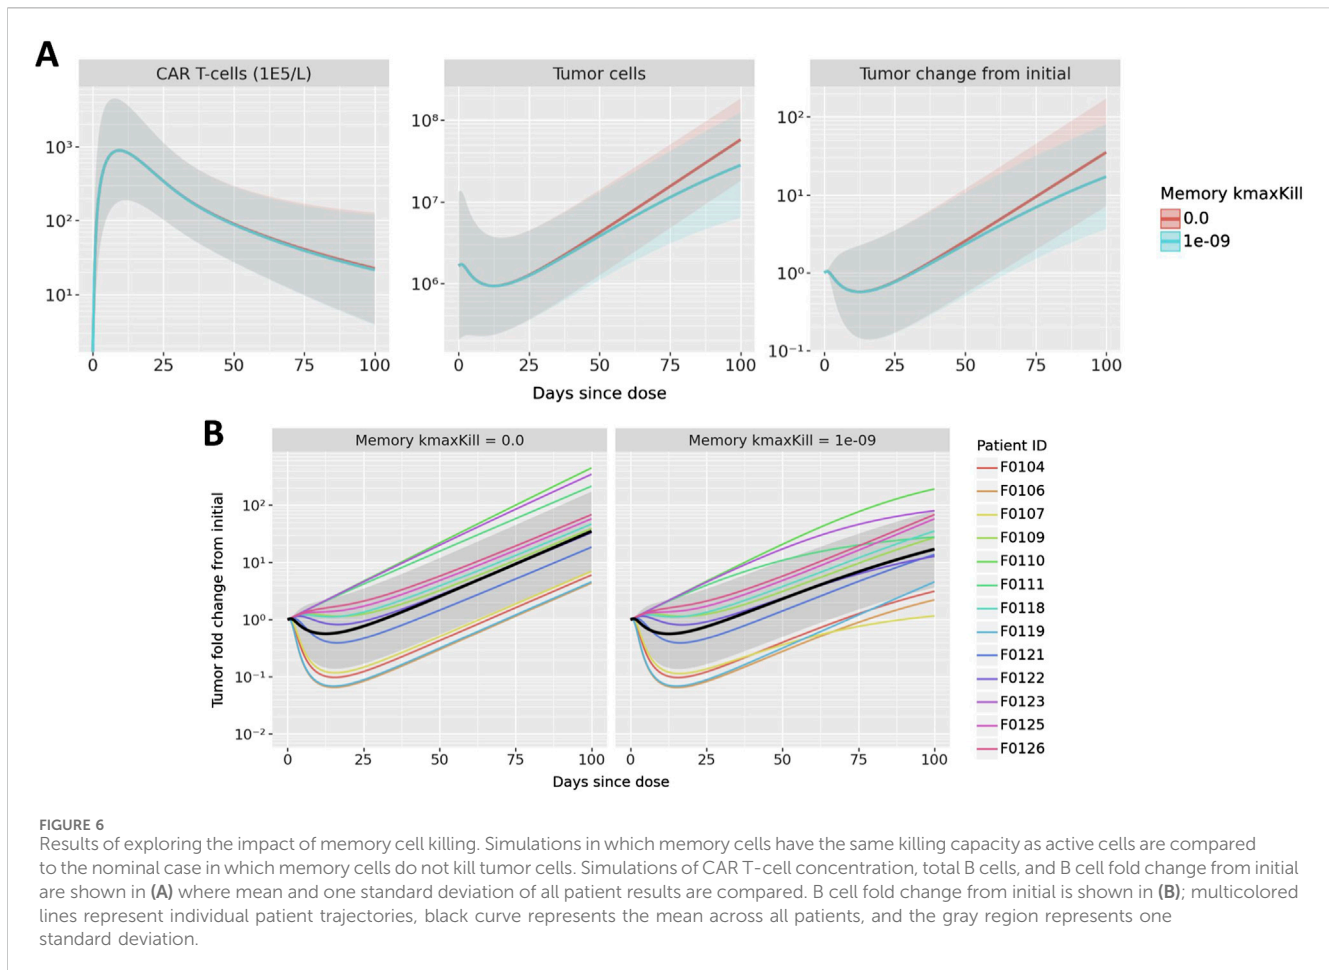 A
CAR T-cells (1E5/L)
Tumor cells
Tumor change from initial
10³
10²
10¹
10⁸
10⁷
10⁶
10²
10¹
10⁰
10⁻¹
0 25 50 75 100
0 25 50 75 100
0 25 50 75 100
Days since dose
Memory kmaxKill
0.0
1e-09
B
Memory kmaxKill = 0.0
Memory kmaxKill = 1e-09
Tumor fold change from initial
10²
10¹
10⁰
10⁻¹
10⁻²
0 25 50 75 100
0 25 50 75 100
Days since dose
Patient ID
F0104
F0106
F0107
F0109
F0110
F0111
F0118
F0119
F0121
F0122
F0123
F0125
F0126
FIGURE 6
Results of exploring the impact of memory cell killing. Simulations in which memory cells have the same killing capacity as active cells are compared
to the nominal case in which memory cells do not kill tumor cells. Simulations of CAR T-cell concentration, total B cells, and B cell fold change from initial
are shown in (A) where mean and one standard deviation of all patient results are compared. B cell fold change from initial is shown in (B); multicolored
lines represent individual patient trajectories, black curve represents the mean across all patients, and the gray region represents one
standard deviation.